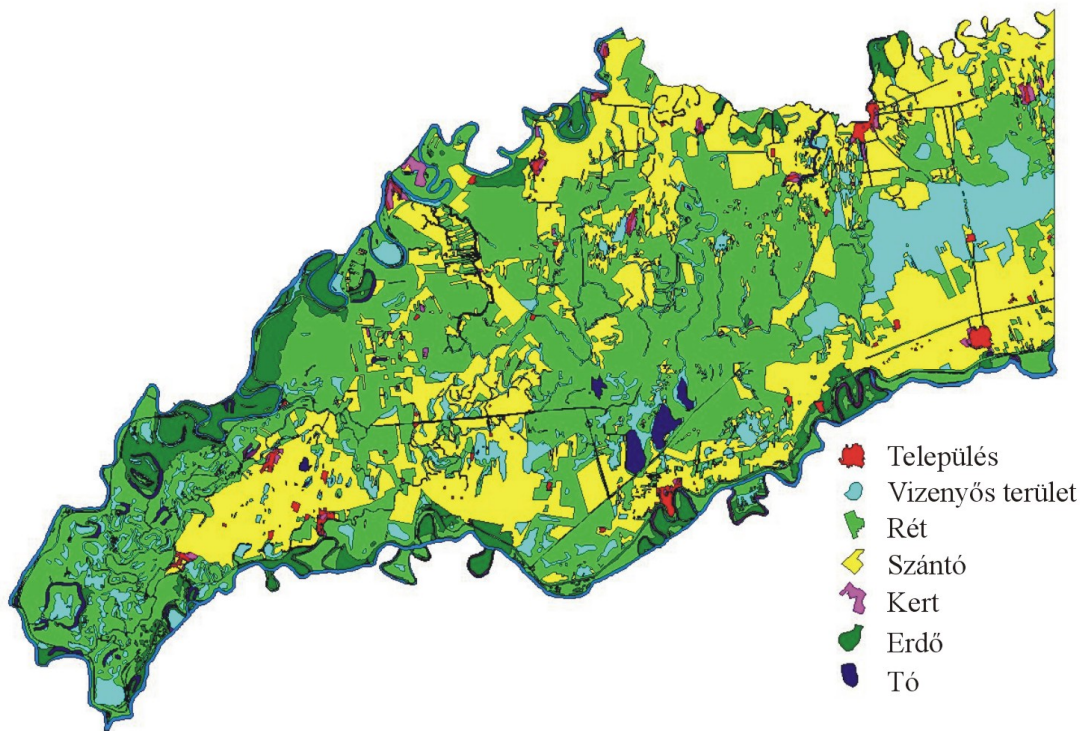 Település
Vizenyős terület
Rét
Szántó
Kert
Erdő
Tó